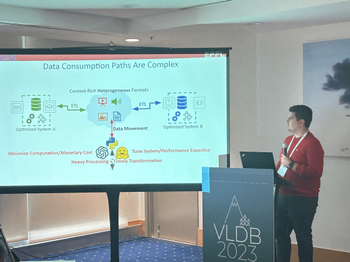 Data Consumption Paths Are Complex
Context Rich Heterogeneous Formats
ETL
ETL
Optimized System A
Optimized System B
Data Movement
Minimize Computation/Monetary Cost
Tune System/Performance Expertise
Heavy Processing
Timely Transformation
VLDB
2023